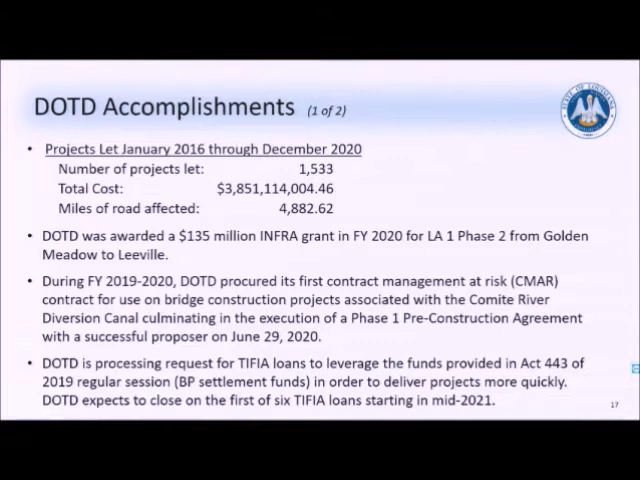 DOTD Accomplishments (1 of 2)
STATE OF LOUISIANA
• Projects Let January 2016 through December 2020
Number of projects let: 1,533
Total Cost: $3,851,114,004.46
Miles of road affected: 4,882.62
• DOTD was awarded a $135 million INFRA grant in FY 2020 for LA 1 Phase 2 from Golden
Meadow to Leeville.
• During FY 2019-2020, DOTD procured its first contract management at risk (CMAR)
contract for use on bridge construction projects associated with the Comite River
Diversion Canal culminating in the execution of a Phase 1 Pre-Construction Agreement
with a successful proposer on June 29, 2020.
• DOTD is processing request for TIFIA loans to leverage the funds provided in Act 443 of
2019 regular session (BP settlement funds) in order to deliver projects more quickly.
DOTD expects to close on the first of six TIFIA loans starting in mid-2021.
17